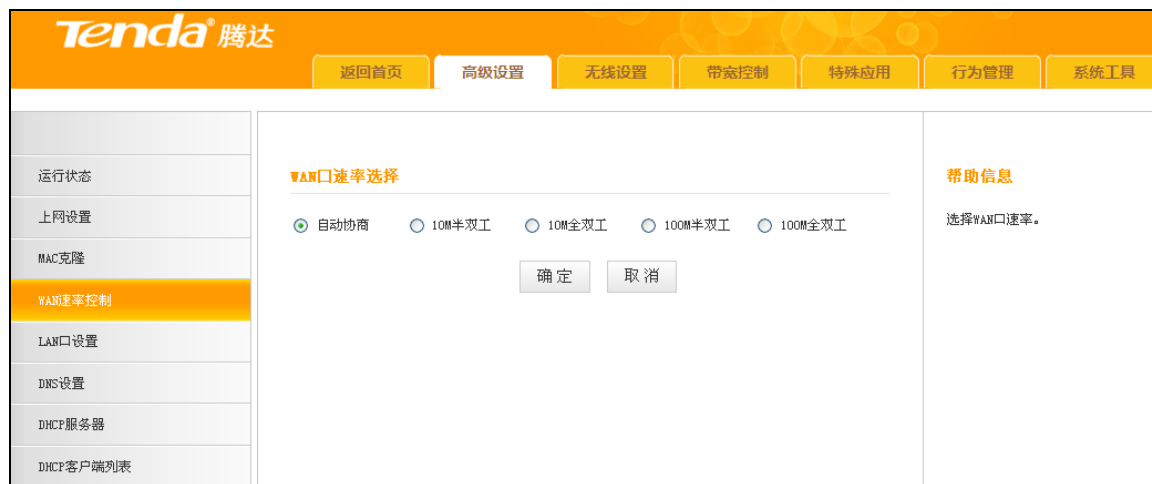 Tenda® 腾达
返回首页 高级设置 无线设置 带宽控制 特殊应用 行为管理 系统工具
运行状态
上网设置
MAC克隆
WAN速率控制
LAN口设置
DNS设置
DHCP服务器
DHCP客户端列表
WAN口速率选择
自动协商 10M半双工 10M全双工 100M半双工 100M全双工
确定 取消
帮助信息
选择WAN口速率。